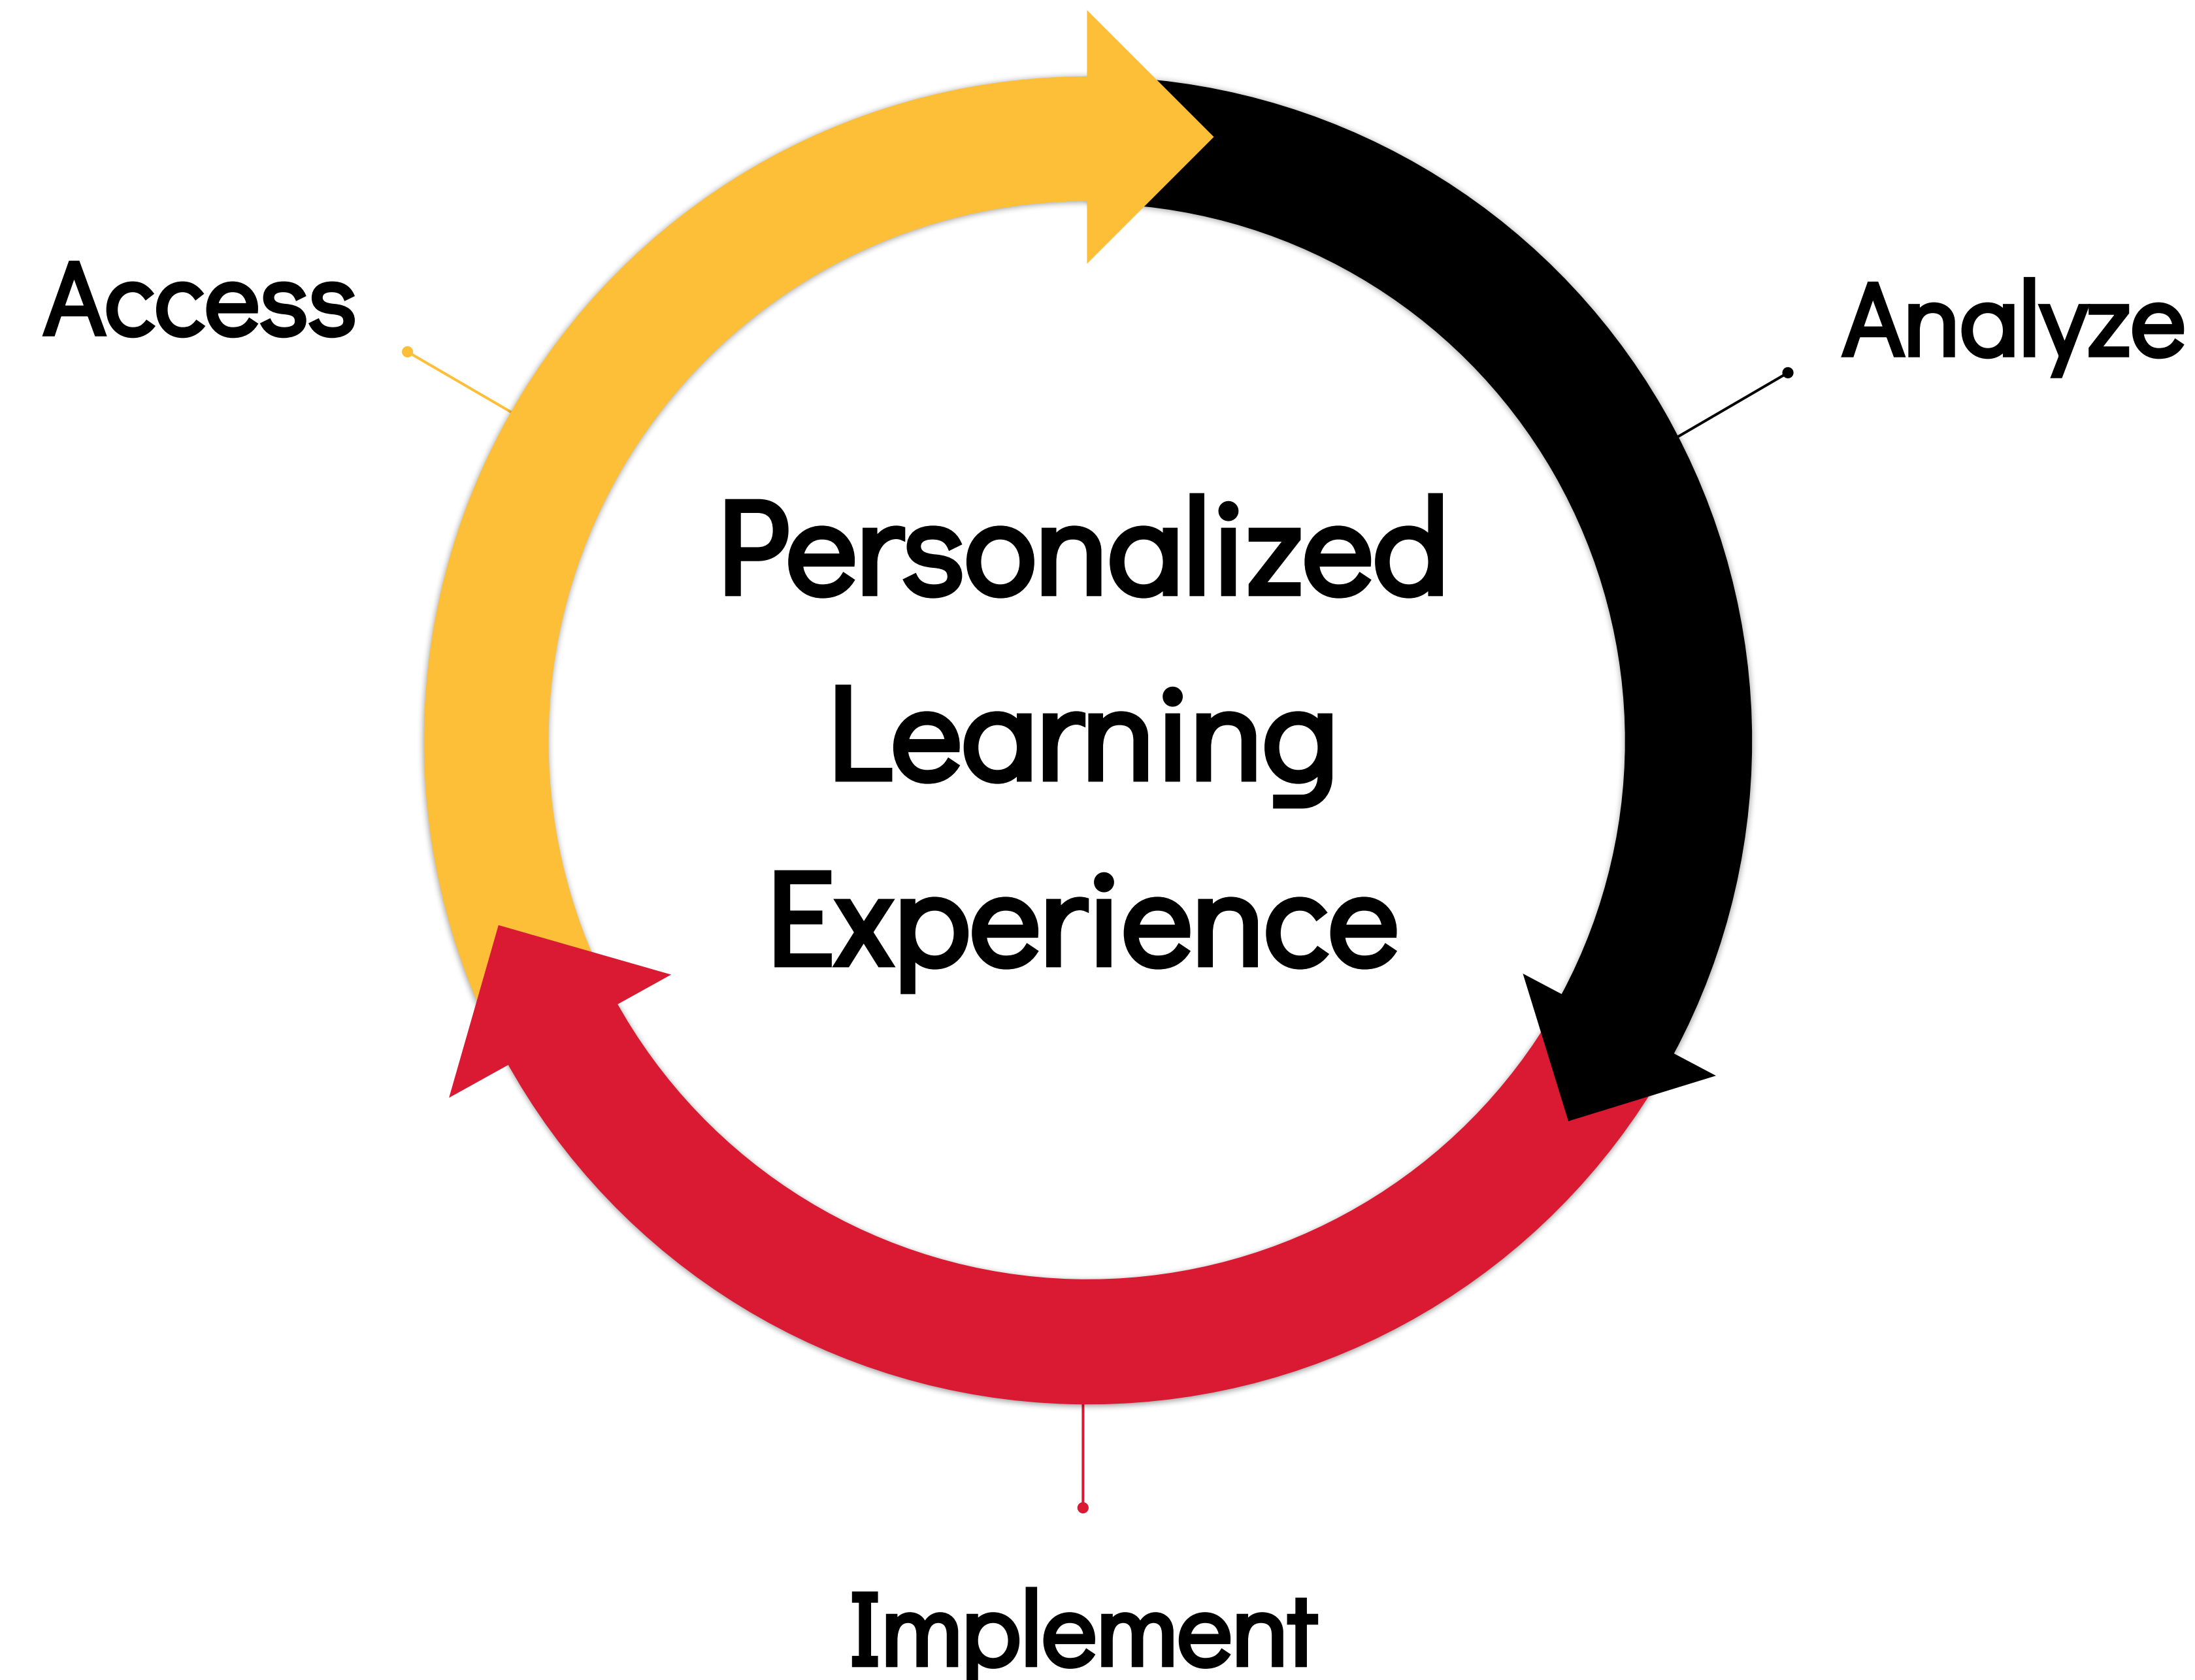 Access
Analyze
Personalized
Learning
Experience
Implement